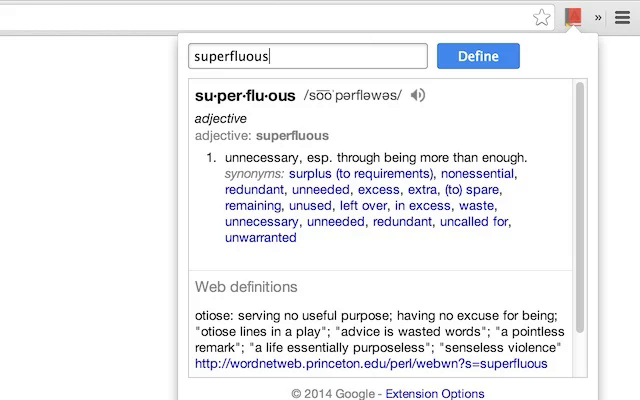 superfluous
Define
su·per·flu·ous /so͞oˈpərfləwəs/
adjective
adjective: superfluous
1. unnecessary, esp. through being more than enough.
synonyms: surplus (to requirements), nonessential,
redundant, unneeded, excess, extra, (to) spare,
remaining, unused, left over, in excess, waste,
unnecessary, unneeded, redundant, uncalled for,
unwarranted
Web definitions
otiose: serving no useful purpose; having no excuse for being;
"otiose lines in a play"; "advice is wasted words"; "a pointless
remark"; "a life essentially purposeless"; "senseless violence"
http://wordnetweb.princeton.edu/perl/webwn?s=superfluous
© 2014 Google - Extension Options